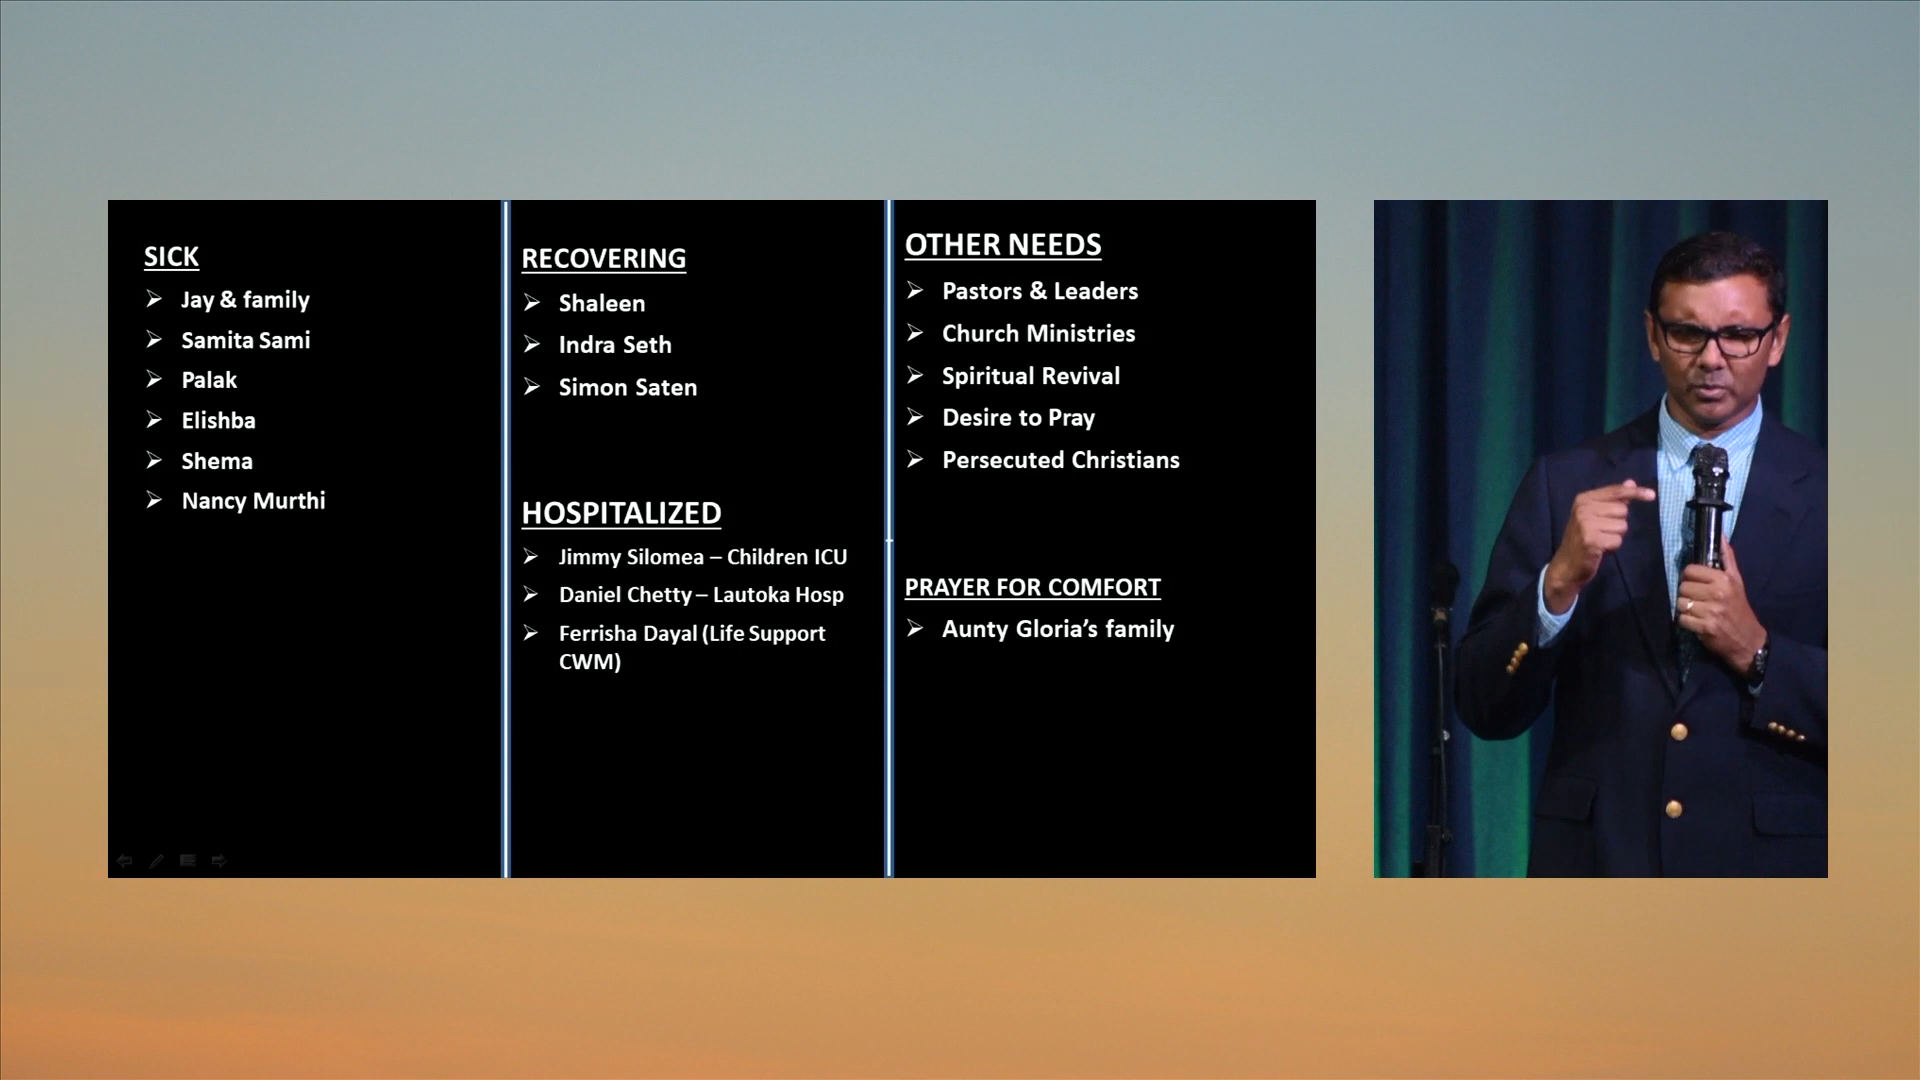 SICK
Jay & family
Samita Sami
Palak
Elishba
Shema
Nancy Murthi
RECOVERING
Shaleen
Indra Seth
Simon Saten
HOSPITALIZED
Jimmy Silomea – Children ICU
Daniel Chetty – Lautoka Hosp
Ferrisha Dayal (Life Support
CWM)
OTHER NEEDS
Pastors & Leaders
Church Ministries
Spiritual Revival
Desire to Pray
Persecuted Christians
PRAYER FOR COMFORT
Aunty Gloria’s family